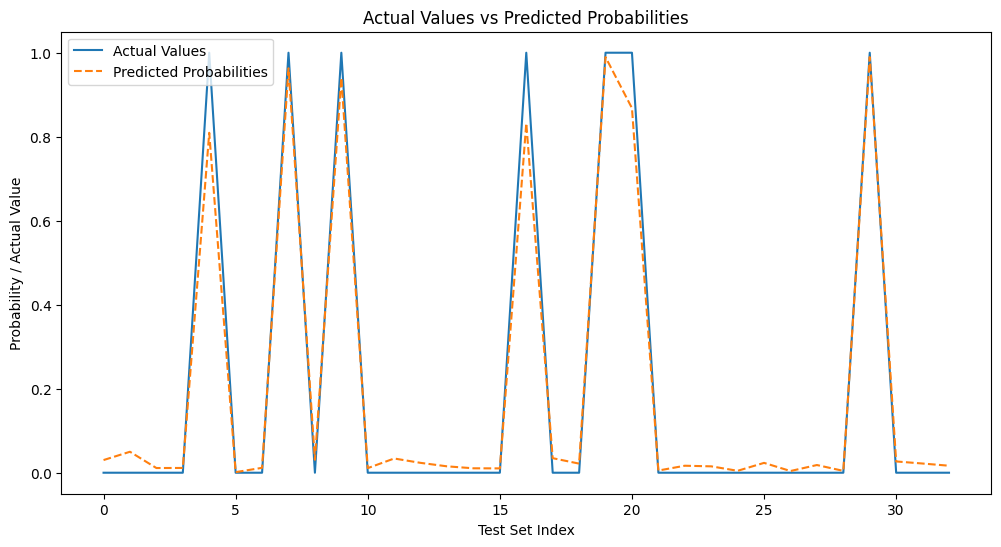 Actual Values vs Predicted Probabilities
Actual Values
Predicted Probabilities
Probability / Actual Value
1.0
0.8
0.6
0.4
0.2
0.0
0 5 10 15 20 25 30
Test Set Index